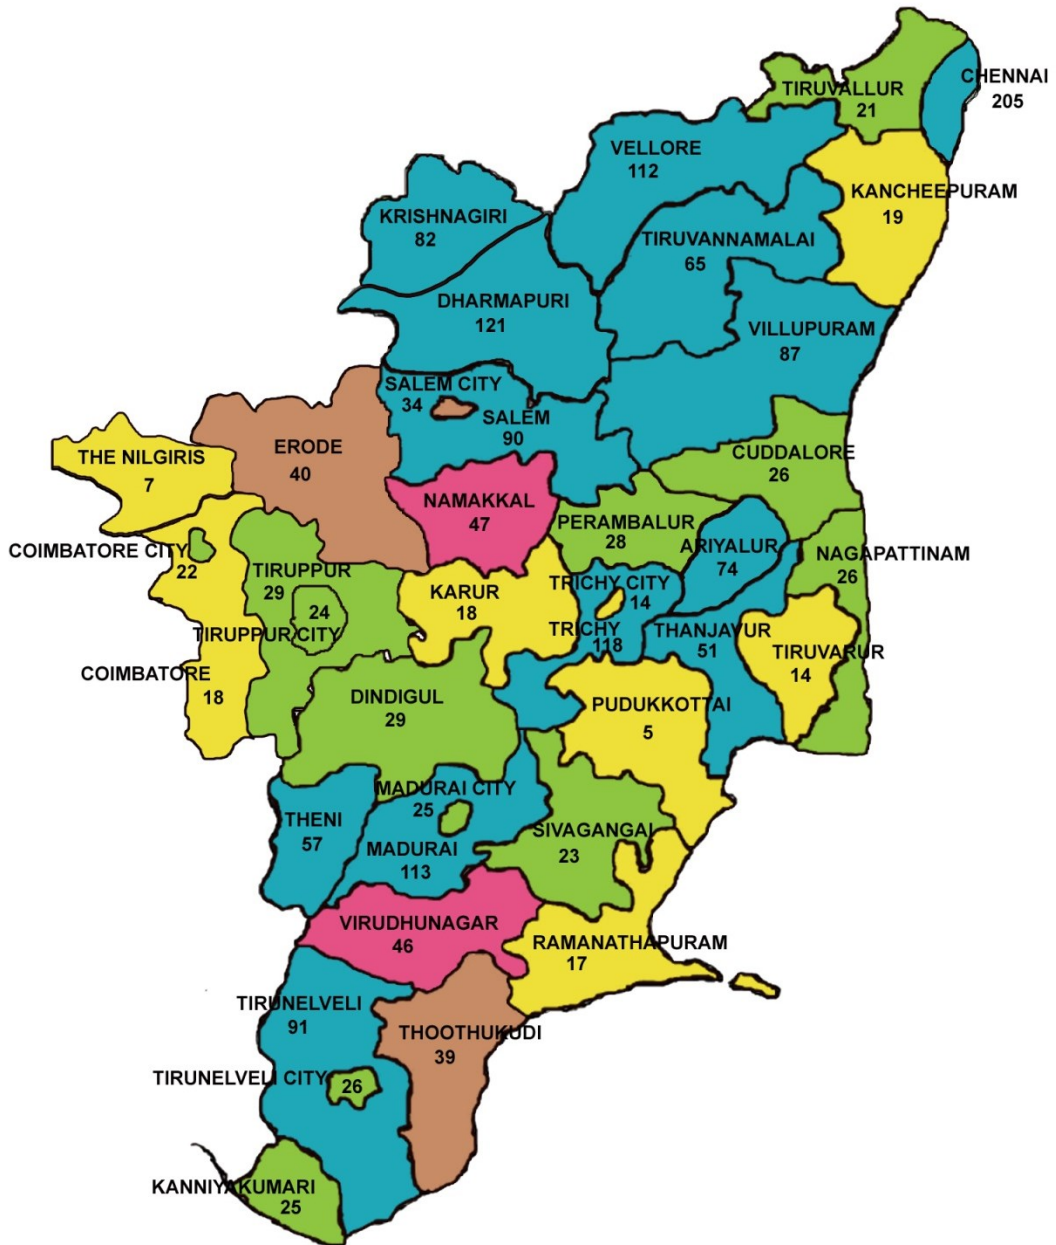 CHENNAI
205
TIRUVALLUR
21
VELLORE
112
KANCHEEPURAM
19
KRISHNAGIRI
82
TIRUVANNAMALAI
65
DHARMAPURI
121
VILLUPURAM
87
SALEM CITY
34
SALEM
90
ERODE
40
CUDDALORE
26
THE NILGIRIS
7
NAMAKKAL
47
PERAMBALUR
28
ARIYALUR
74
NAGAPATTINAM
26
COIMBATORE CITY
22
TIRUPPUR
29
24
TIRUPPUR CITY
KARUR
18
TRICHY CITY
14
TRICHY
118
THANJAVUR
51
TIRUVARUR
14
COIMBATORE
18
DINDIGUL
29
PUDUKKOTTAI
5
MADURAI CITY
25
THENI
57
MADURAI
113
SIVAGANGAI
23
VIRUDHUNAGAR
46
RAMANATHAPURAM
17
TIRUNELVELI
91
THOOTHUKUDI
39
TIRUNELVELI CITY
26
KANNIYAKUMARI
25